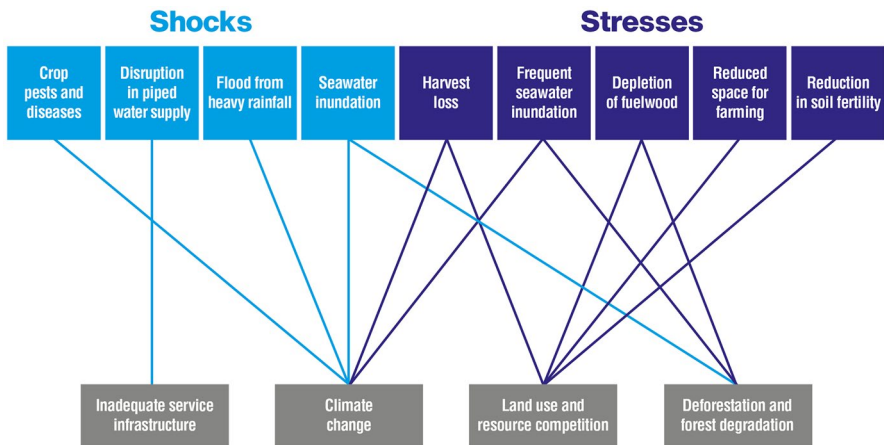 Shocks
Stresses
Crop
pests and
diseases
Disruption
in piped
water supply
Flood from
heavy rainfall
Seawater
inundation
Harvest
loss
Frequent
seawater
inundation
Depletion
of fuelwood
Reduced
space for
farming
Reduction
in soil fertility
Inadequate service
infrastructure
Climate
change
Land use and
resource competition
Deforestation and
forest degradation